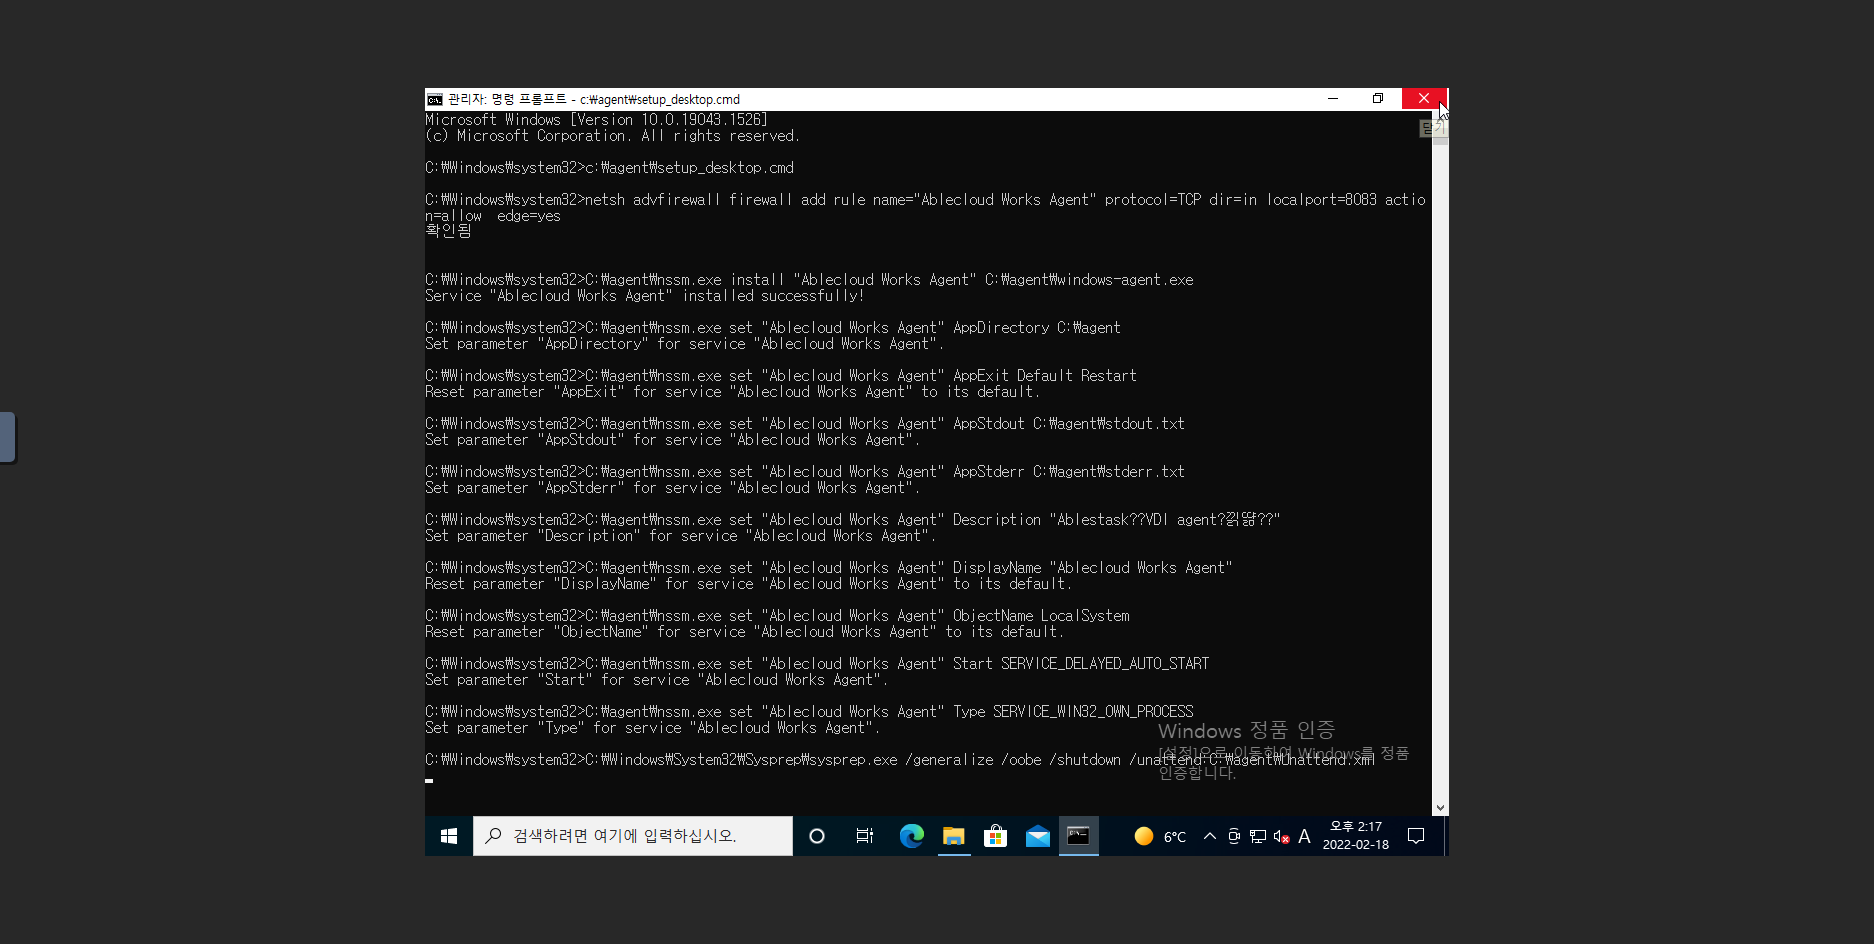 관리자: 명령 프롬프트 - c:₩agent₩setup_desktop.cmd
Microsoft Windows [Version 10.0.19043.1526]
(c) Microsoft Corporation. All rights reserved.
닫기
C:₩Windows₩system32>c:₩agent₩setup_desktop.cmd
C:₩Windows₩system32>netsh advfirewall firewall add rule name="Ablecloud Works Agent" protocol=TCP dir=in localport=8083 actio
n=allow  edge=yes
확인됨
C:₩Windows₩system32>C:₩agent₩nssm.exe install "Ablecloud Works Agent" C:₩agent₩windows-agent.exe
Service "Ablecloud Works Agent" installed successfully!
C:₩Windows₩system32>C:₩agent₩nssm.exe set "Ablecloud Works Agent" AppDirectory C:₩agent
Set parameter "AppDirectory" for service "Ablecloud Works Agent".
C:₩Windows₩system32>C:₩agent₩nssm.exe set "Ablecloud Works Agent" AppExit Default Restart
Reset parameter "AppExit" for service "Ablecloud Works Agent" to its default.
C:₩Windows₩system32>C:₩agent₩nssm.exe set "Ablecloud Works Agent" AppStdout C:₩agent₩stdout.txt
Set parameter "AppStdout" for service "Ablecloud Works Agent".
C:₩Windows₩system32>C:₩agent₩nssm.exe set "Ablecloud Works Agent" AppStderr C:₩agent₩stderr.txt
Set parameter "AppStderr" for service "Ablecloud Works Agent".
C:₩Windows₩system32>C:₩agent₩nssm.exe set "Ablecloud Works Agent" Description "Ablestask??VDI
Set parameter "Description" for service "Ablecloud Works Agent".
C:₩Windows₩system32>C:₩agent₩nssm.exe set "Ablecloud Works Agent" DisplayName "Ablecloud Works Agent"
Reset parameter "DisplayName" for service "Ablecloud Works Agent" to its default.
C:₩Windows₩system32>C:₩agent₩nssm.exe set "Ablecloud Works Agent" ObjectName LocalSystem
Reset parameter "ObjectName" for service "Ablecloud Works Agent" to its default.
C:₩Windows₩system32>C:₩agent₩nssm.exe set "Ablecloud Works Agent" Start SERVICE_DELAYED_AUTO_START
Set parameter "Start" for service "Ablecloud Works Agent".
C:₩Windows₩system32>C:₩agent₩nssm.exe set "Ablecloud Works Agent" Type SERVICE_WIN32_OWN_PROCESS
Set parameter "Type" for service "Ablecloud Works Agent".
C:₩Windows₩system32>C:₩Windows₩System32₩Sysprep₩sysprep.exe /generalize /oobe /shutdown /unattend:C:₩agent₩Unattend.xml
Windows 정품 인증
[설정]으로 이동하여 Windows를 정품
인증합니다.
검색하려면 여기에 입력하십시오.
6°C
A
오후 2:17
2022-02-18